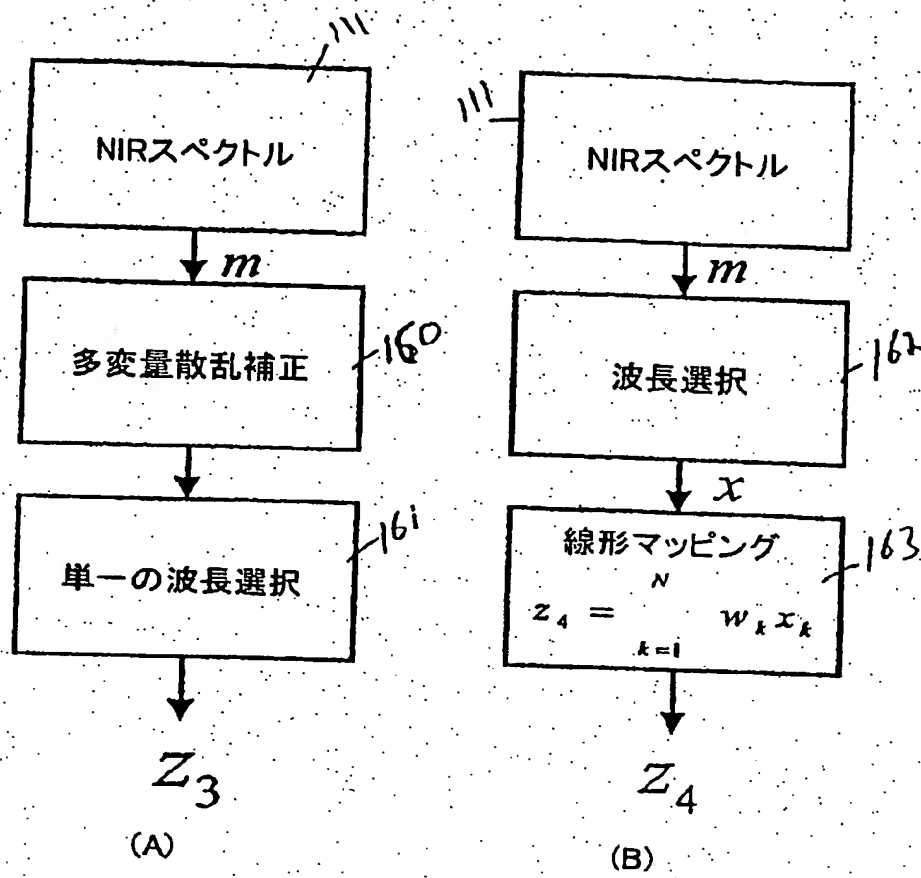 111
NIRスペクトル
m
多変量散乱補正
160
単一の波長選択
161
Z3
(A)
111
NIRスペクトル
m
波長選択
162
x
線形マッピング
N
z4 = wk xk
k=1
163
Z4
(B)